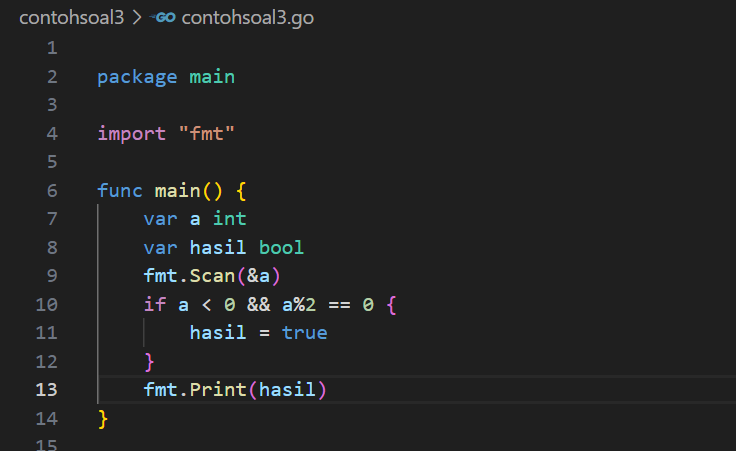 contohsoal3 > GO contohsoal3.go
1
2 package main
3
4 import "fmt"
5
6 func main() {
7     var a int
8     var hasil bool
9     fmt.Scan(&a)
10     if a < 0 && a%2 == 0 {
11         hasil = true
12     }
13     fmt.Print(hasil)
14 }
15